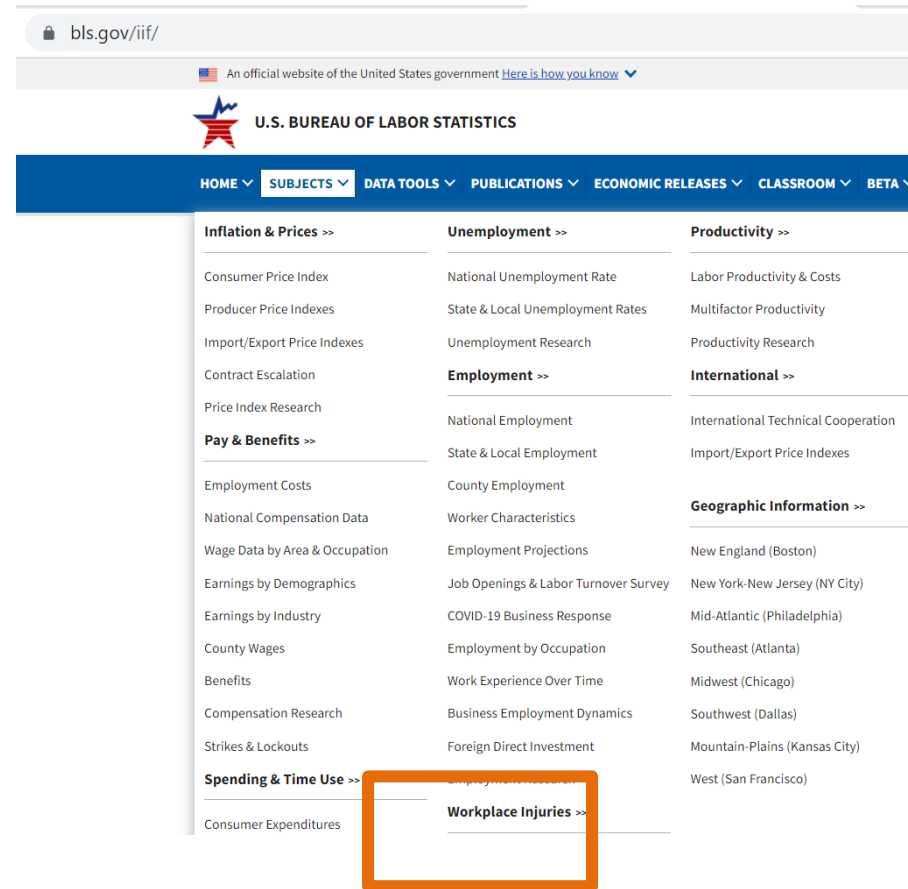 bls.gov/iif/
An official website of the United States government Here is how you know
U.S. BUREAU OF LABOR STATISTICS
HOME SUBJECTS DATA TOOLS PUBLICATIONS ECONOMIC RELEASES CLASSROOM BETA
Inflation & Prices >>
Consumer Price Index
Producer Price Indexes
Import/Export Price Indexes
Contract Escalation
Price Index Research
Pay & Benefits >>
Employment Costs
National Compensation Data
Wage Data by Area & Occupation
Earnings by Demographics
Earnings by Industry
County Wages
Benefits
Compensation Research
Strikes & Lockouts
Spending & Time Use >>
Consumer Expenditures
Unemployment >>
National Unemployment Rate
State & Local Unemployment Rates
Unemployment Research
Employment >>
National Employment
State & Local Employment
County Employment
Worker Characteristics
Employment Projections
Job Openings & Labor Turnover Survey
COVID-19 Business Response
Employment by Occupation
Work Experience Over Time
Business Employment Dynamics
Foreign Direct Investment
Employment Research
Workplace Injuries >>
Productivity >>
Labor Productivity & Costs
Multifactor Productivity
Productivity Research
International >>
International Technical Cooperation
Import/Export Price Indexes
Geographic Information >>
New England (Boston)
New York-New Jersey (NY City)
Mid-Atlantic (Philadelphia)
Southeast (Atlanta)
Midwest (Chicago)
Southwest (Dallas)
Mountain-Plains (Kansas City)
West (San Francisco)